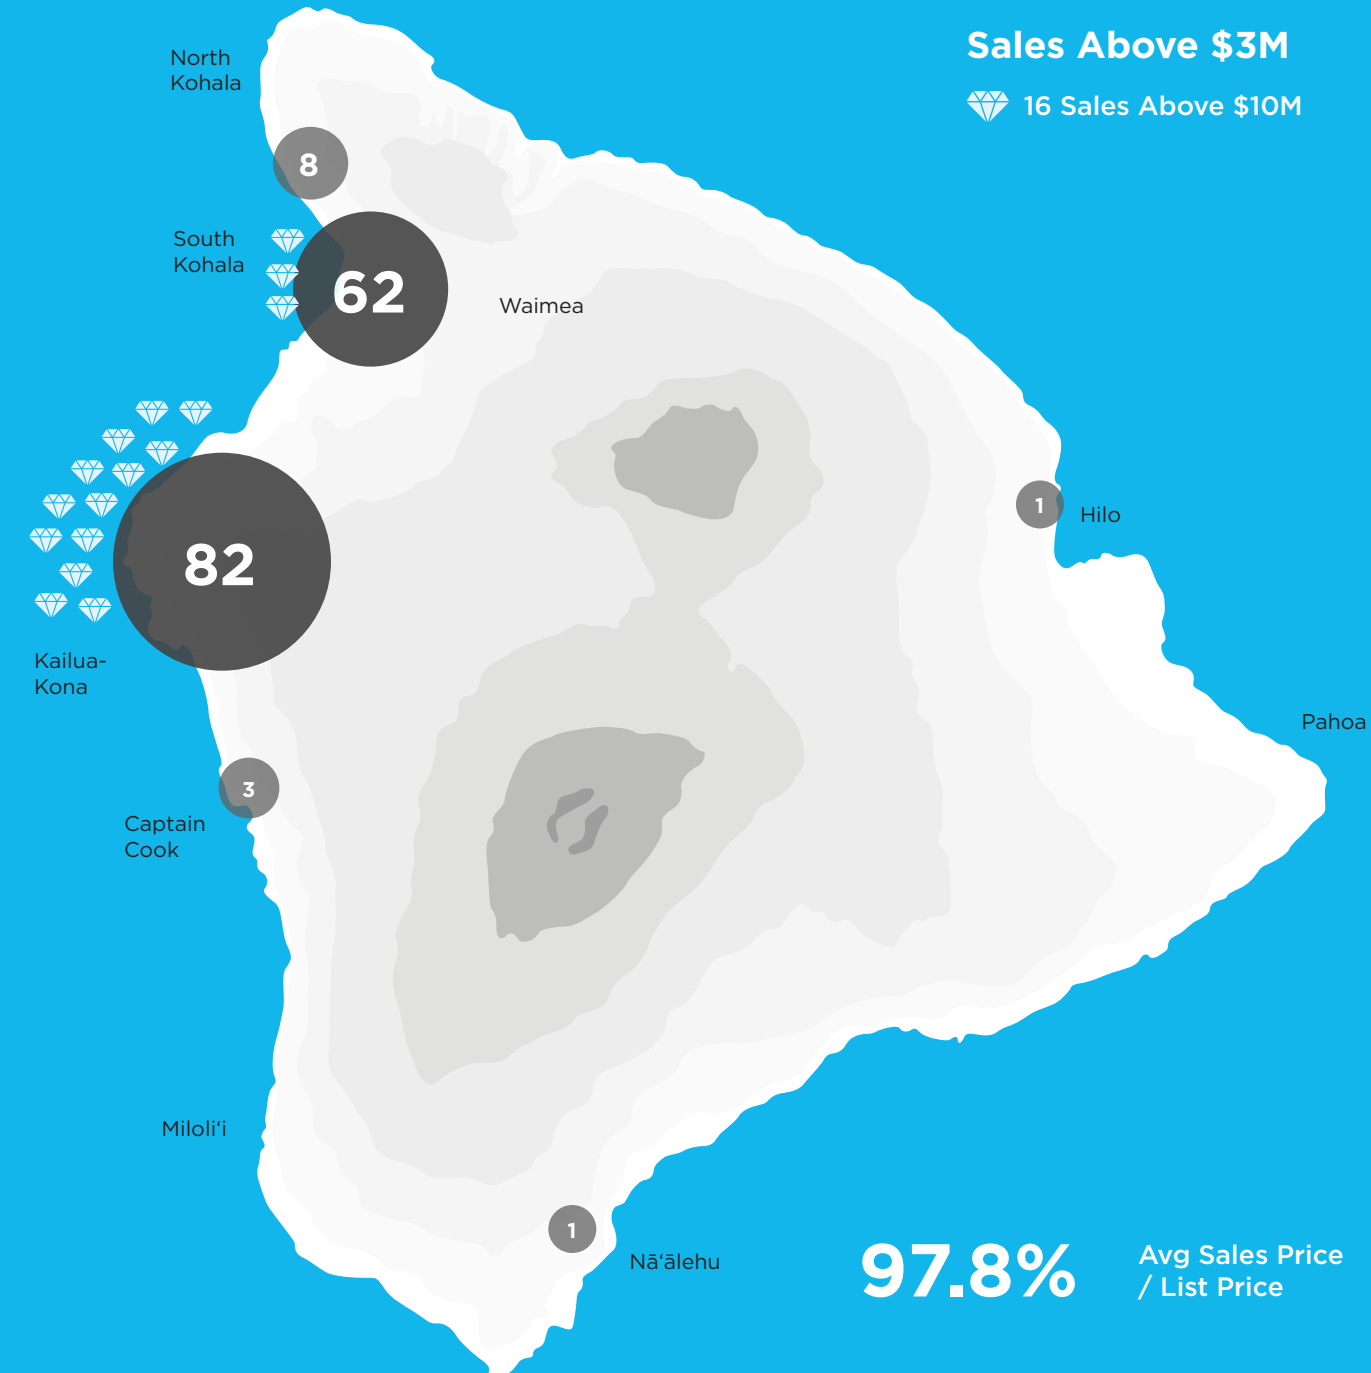 Sales Above $3M
16 Sales Above $10M
North
Kohala
8
South
Kohala
62
Waimea
82
1
Hilo
Kailua-
Kona
Pahoa
3
Captain
Cook
Miloli‘i
1
Nā‘ālehu
97.8%
Avg Sales Price
/ List Price